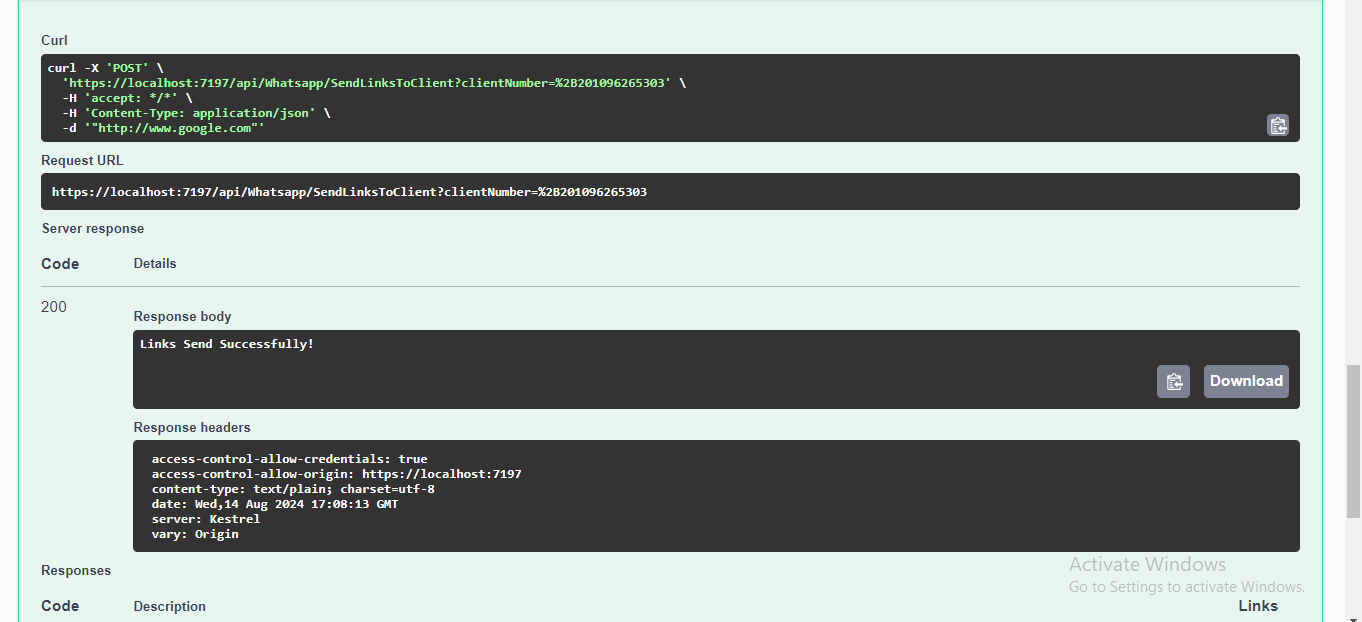 Curl
curl -X 'POST' \
  'https://localhost:7197/api/Whatsapp/SendLinksToClient?clientNumber=%2B201096265303' \
  -H 'accept: */*' \
  -H 'Content-Type: application/json' \
  -d '"http://www.google.com"'
Request URL
https://localhost:7197/api/Whatsapp/SendLinksToClient?clientNumber=%2B201096265303
Server response
Code Details
200
Response body
Links Send Successfully!
Download
Response headers
access-control-allow-credentials: true
access-control-allow-origin: https://localhost:7197
content-type: text/plain; charset=utf-8
date: Wed,14 Aug 2024 17:08:13 GMT
server: Kestrel
vary: Origin
Responses
Activate Windows
Go to Settings to activate Windows.
Code Description Links